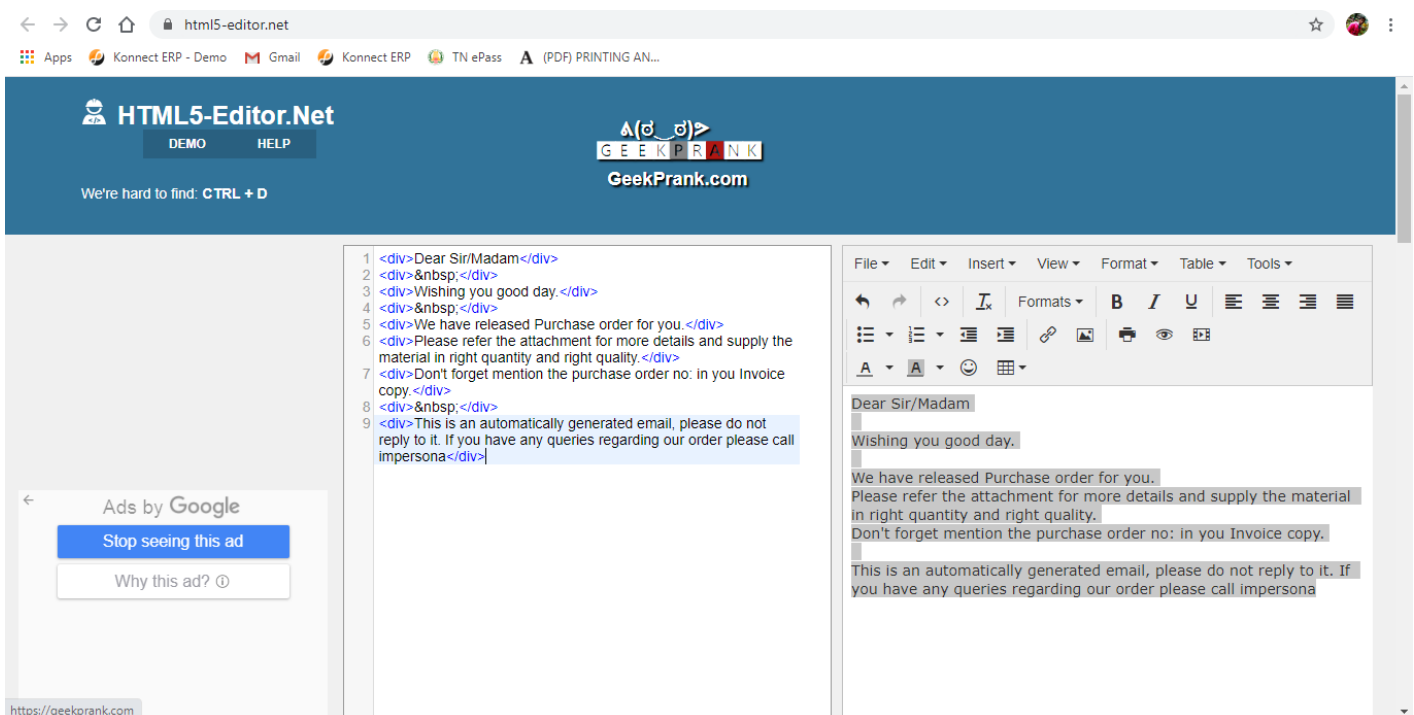 html5-editor.net
Apps Konnect ERP - Demo Gmail Konnect ERP TN ePass A (PDF) PRINTING AN...
HTML5-Editor.Net
DEMO HELP
We're hard to find: CTRL + D
GEEKPRANK
GeekPrank.com
1 <div>Dear Sir/Madam</div>
2 <div>&nbsp;</div>
3 <div>Wishing you good day.</div>
4 <div>&nbsp;</div>
5 <div>We have released Purchase order for you.</div>
6 <div>Please refer the attachment for more details and supply the
material in right quantity and right quality.</div>
7 <div>Don't forget mention the purchase order no: in you Invoice
copy.</div>
8 <div>&nbsp;</div>
9 <div>This is an automatically generated email, please do not
reply to it. If you have any queries regarding our order please call
impersona</div>
File Edit Insert View Format Table Tools
Formats B I U
A A
Dear Sir/Madam
Wishing you good day.
We have released Purchase order for you.
Please refer the attachment for more details and supply the material
in right quantity and right quality.
Don't forget mention the purchase order no: in you Invoice copy.
This is an automatically generated email, please do not reply to it. If
you have any queries regarding our order please call impersona
Ads by Google
Stop seeing this ad
Why this ad?
https://geekprank.com